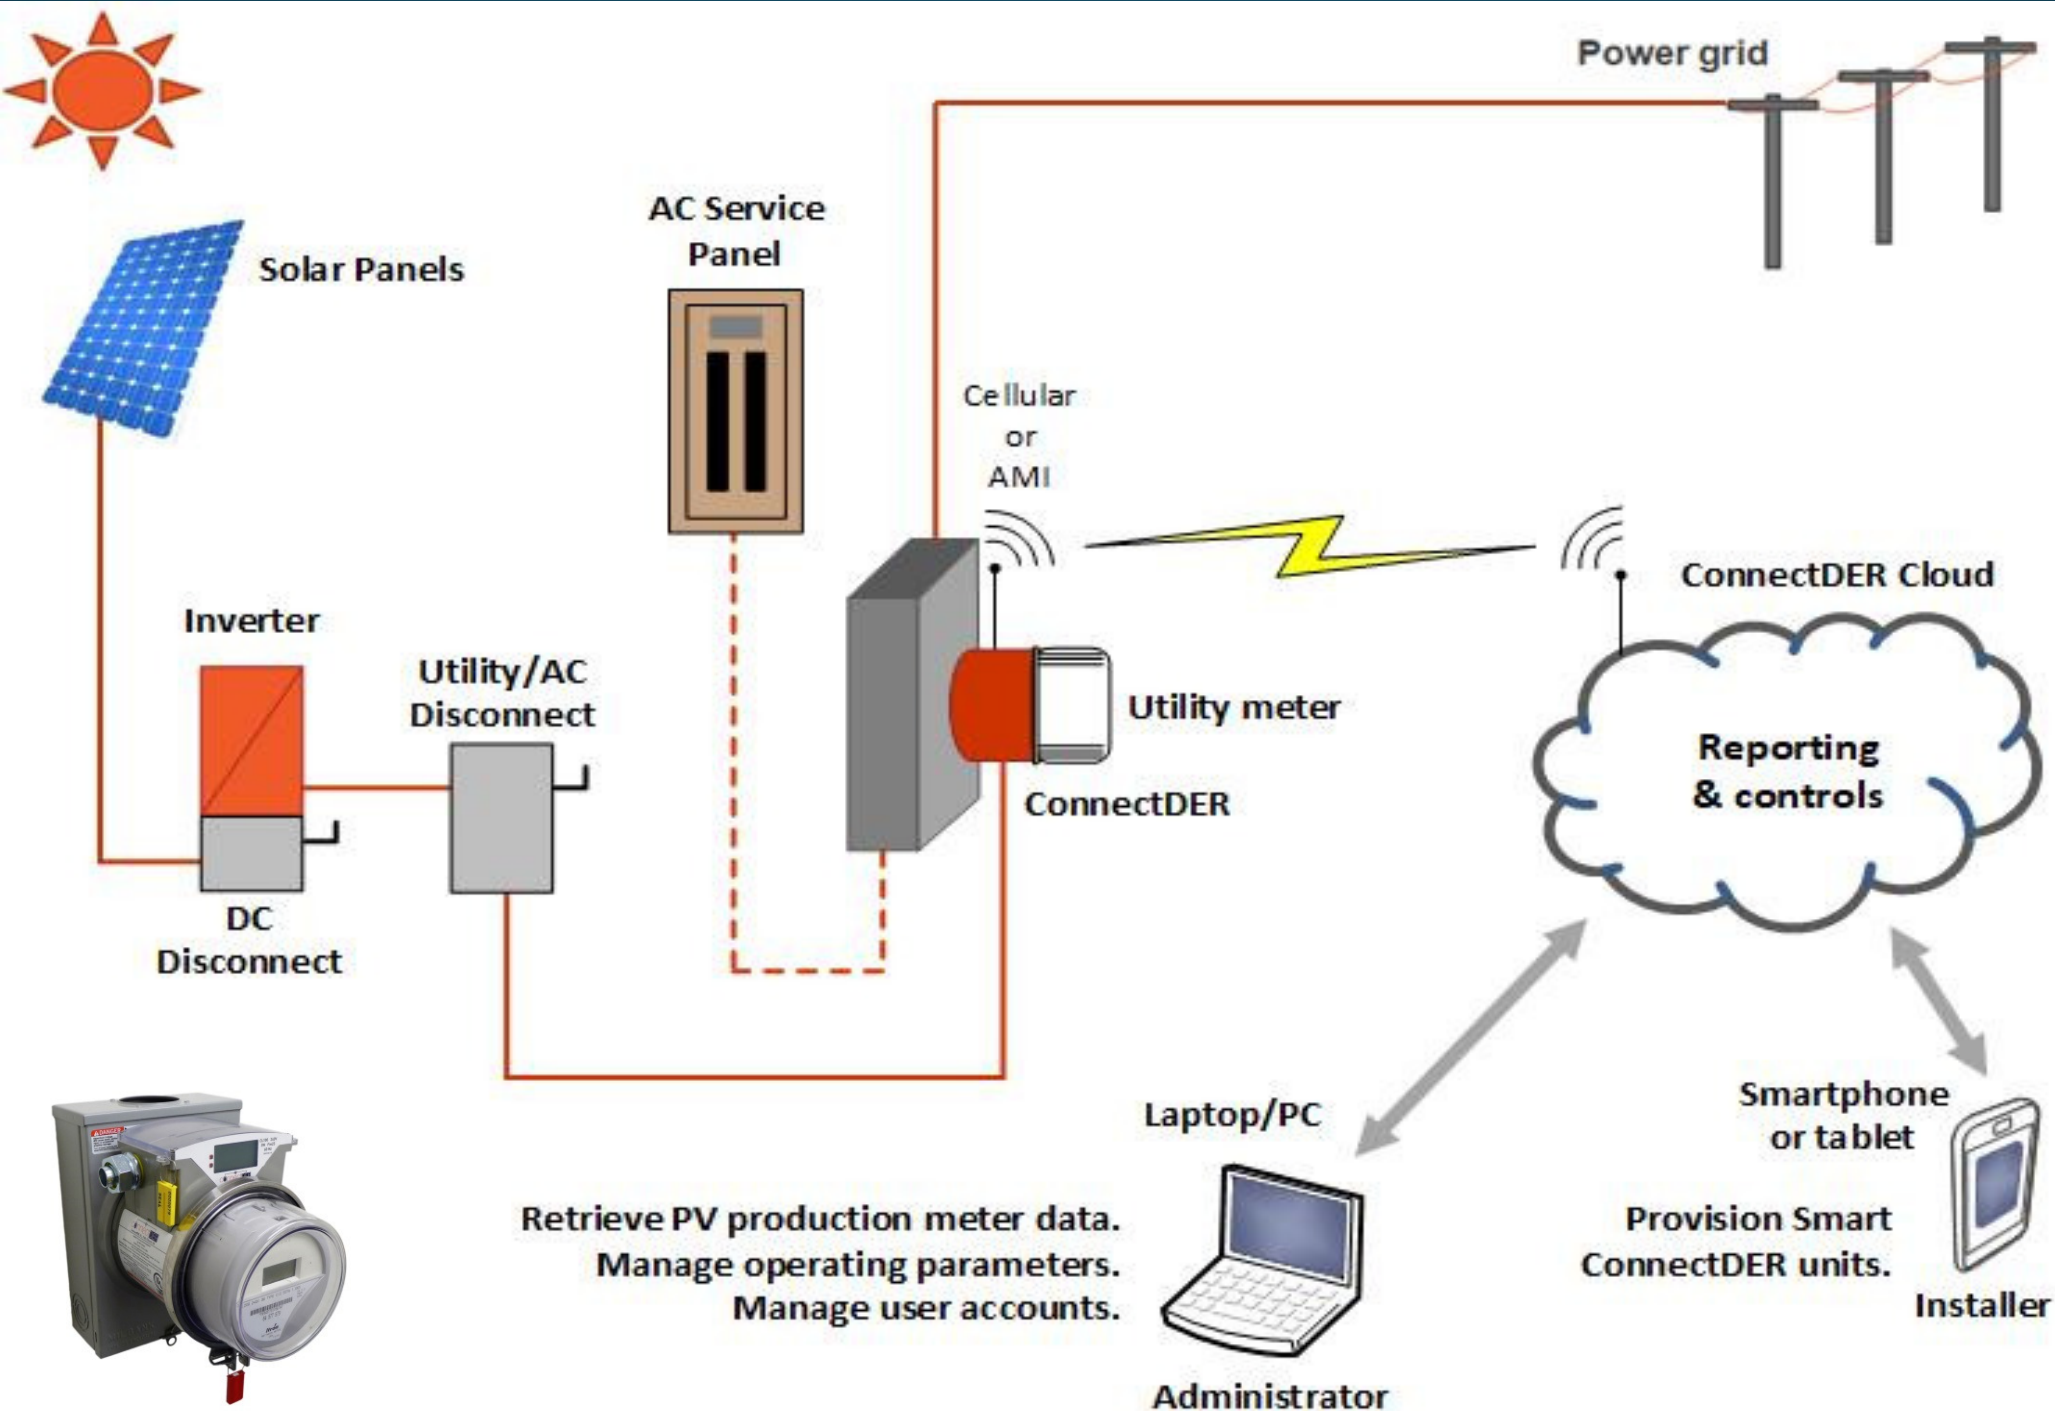 Power grid
AC Service
Panel
Solar Panels
Cellular
or
AMI
ConnectDER Cloud
Inverter
Utility/AC
Disconnect
Utility meter
Reporting
& controls
ConnectDER
DC
Disconnect
Laptop/PC
Smartphone
or tablet
Retrieve PV production meter data.
Manage operating parameters.
Manage user accounts.
Provision Smart
ConnectDER units.
Installer
Administrator
DANGER